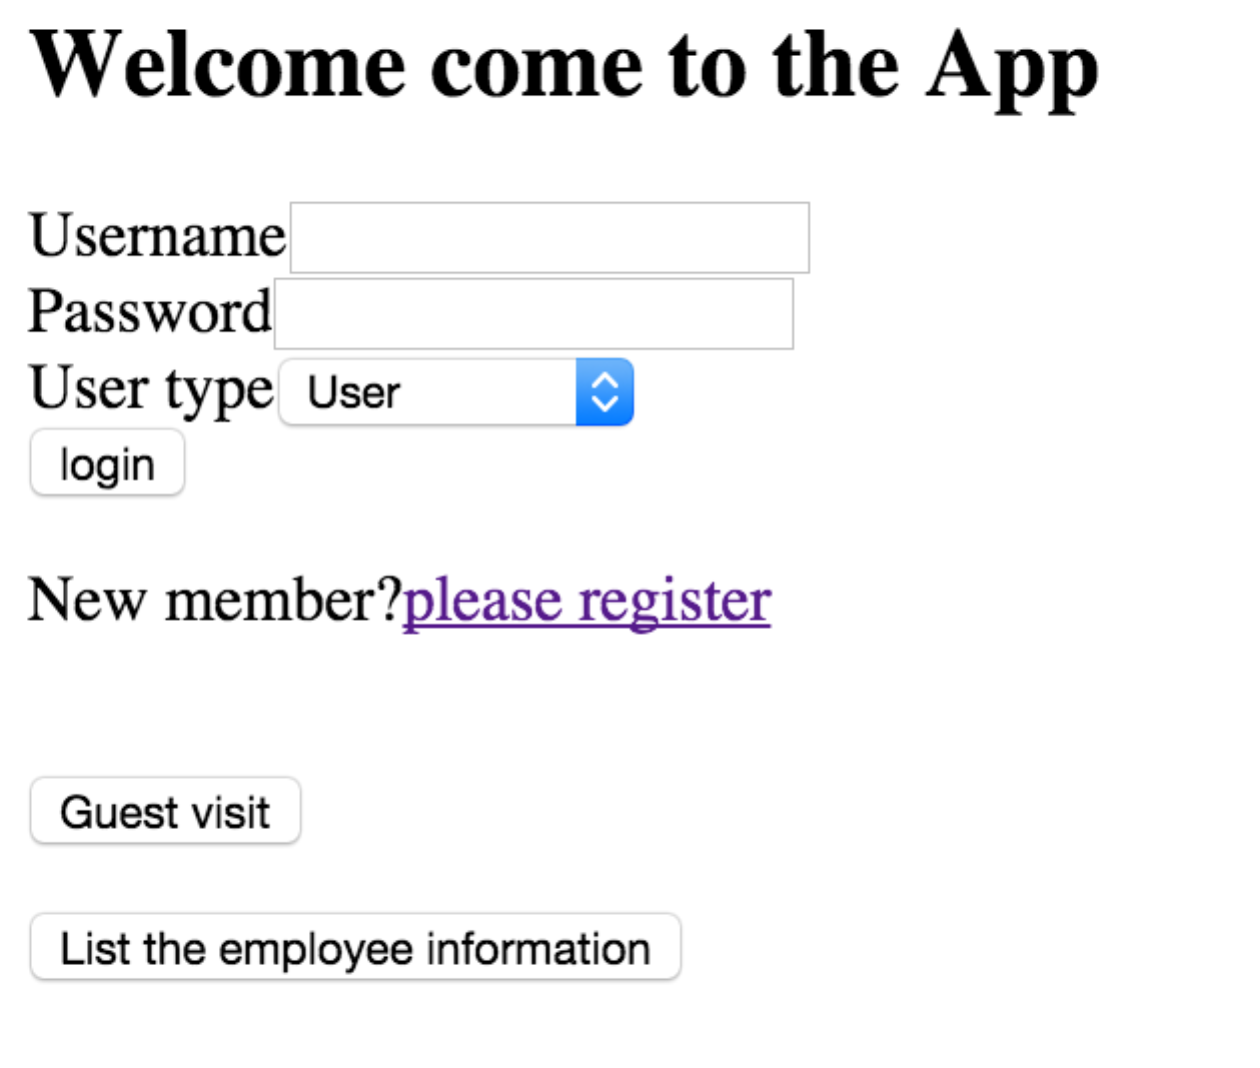 Welcome come to the App
Username
Password
User type User
login
New member?please register
Guest visit
List the employee information